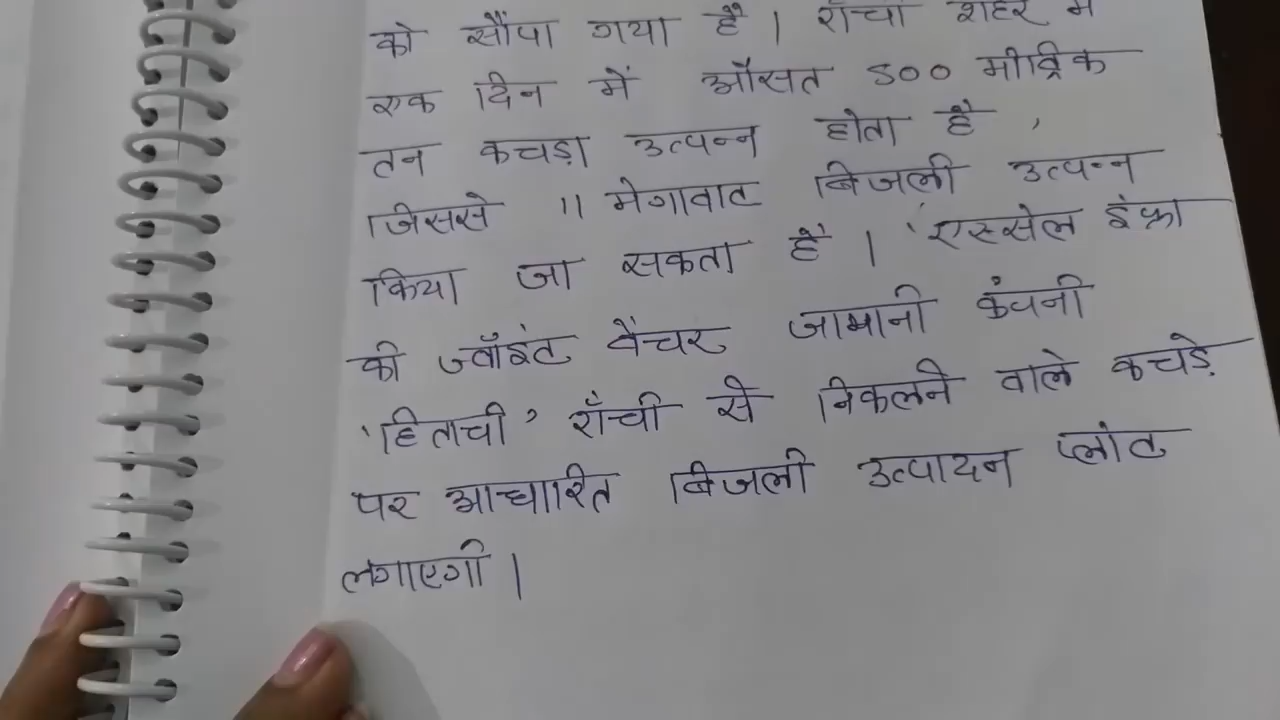 को सौंपा गया है । राँची शहर में
एक दिन में औसत 500 मीट्रिक
तन कचड़ा उत्पन्न होता है ,
जिससे 11 मेगावाट बिजली उत्पन्न
किया जा सकता है । 'एस्सेल इंफ्रा
की ज्वॉइंट वैंचर जापानी कंपनी
'हिताची' राँची से निकलने वाले कचड़े
पर आधारित बिजली उत्पादन प्लांट
लगाएगी ।